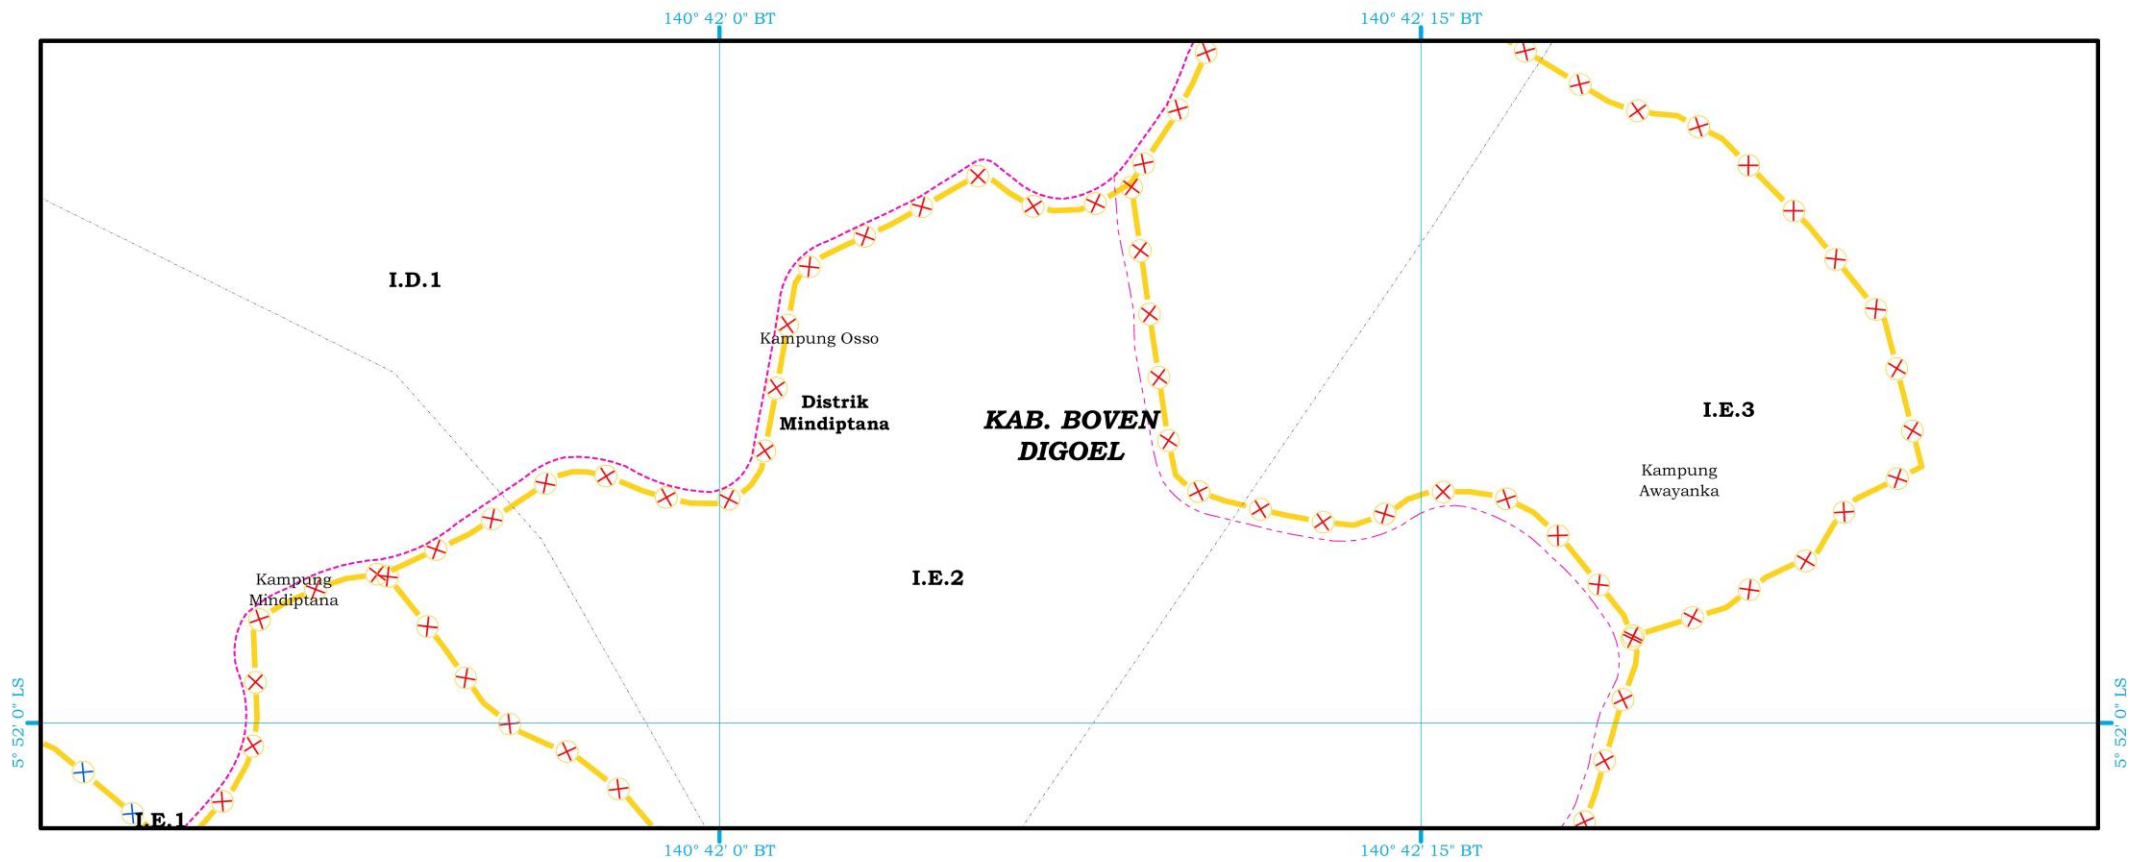 140° 42' 0" BT
140° 42' 15" BT
I.D.1
Kampung Osso
Distrik
Mindiptana
KAB. BOVEN
DIGOEL
I.E.3
Kampung
Awayanka
I.E.2
Kampung
Mindiptana
5° 52' 0" LS
5° 52' 0" LS
I.E.1
140° 42' 0" BT
140° 42' 15" BT